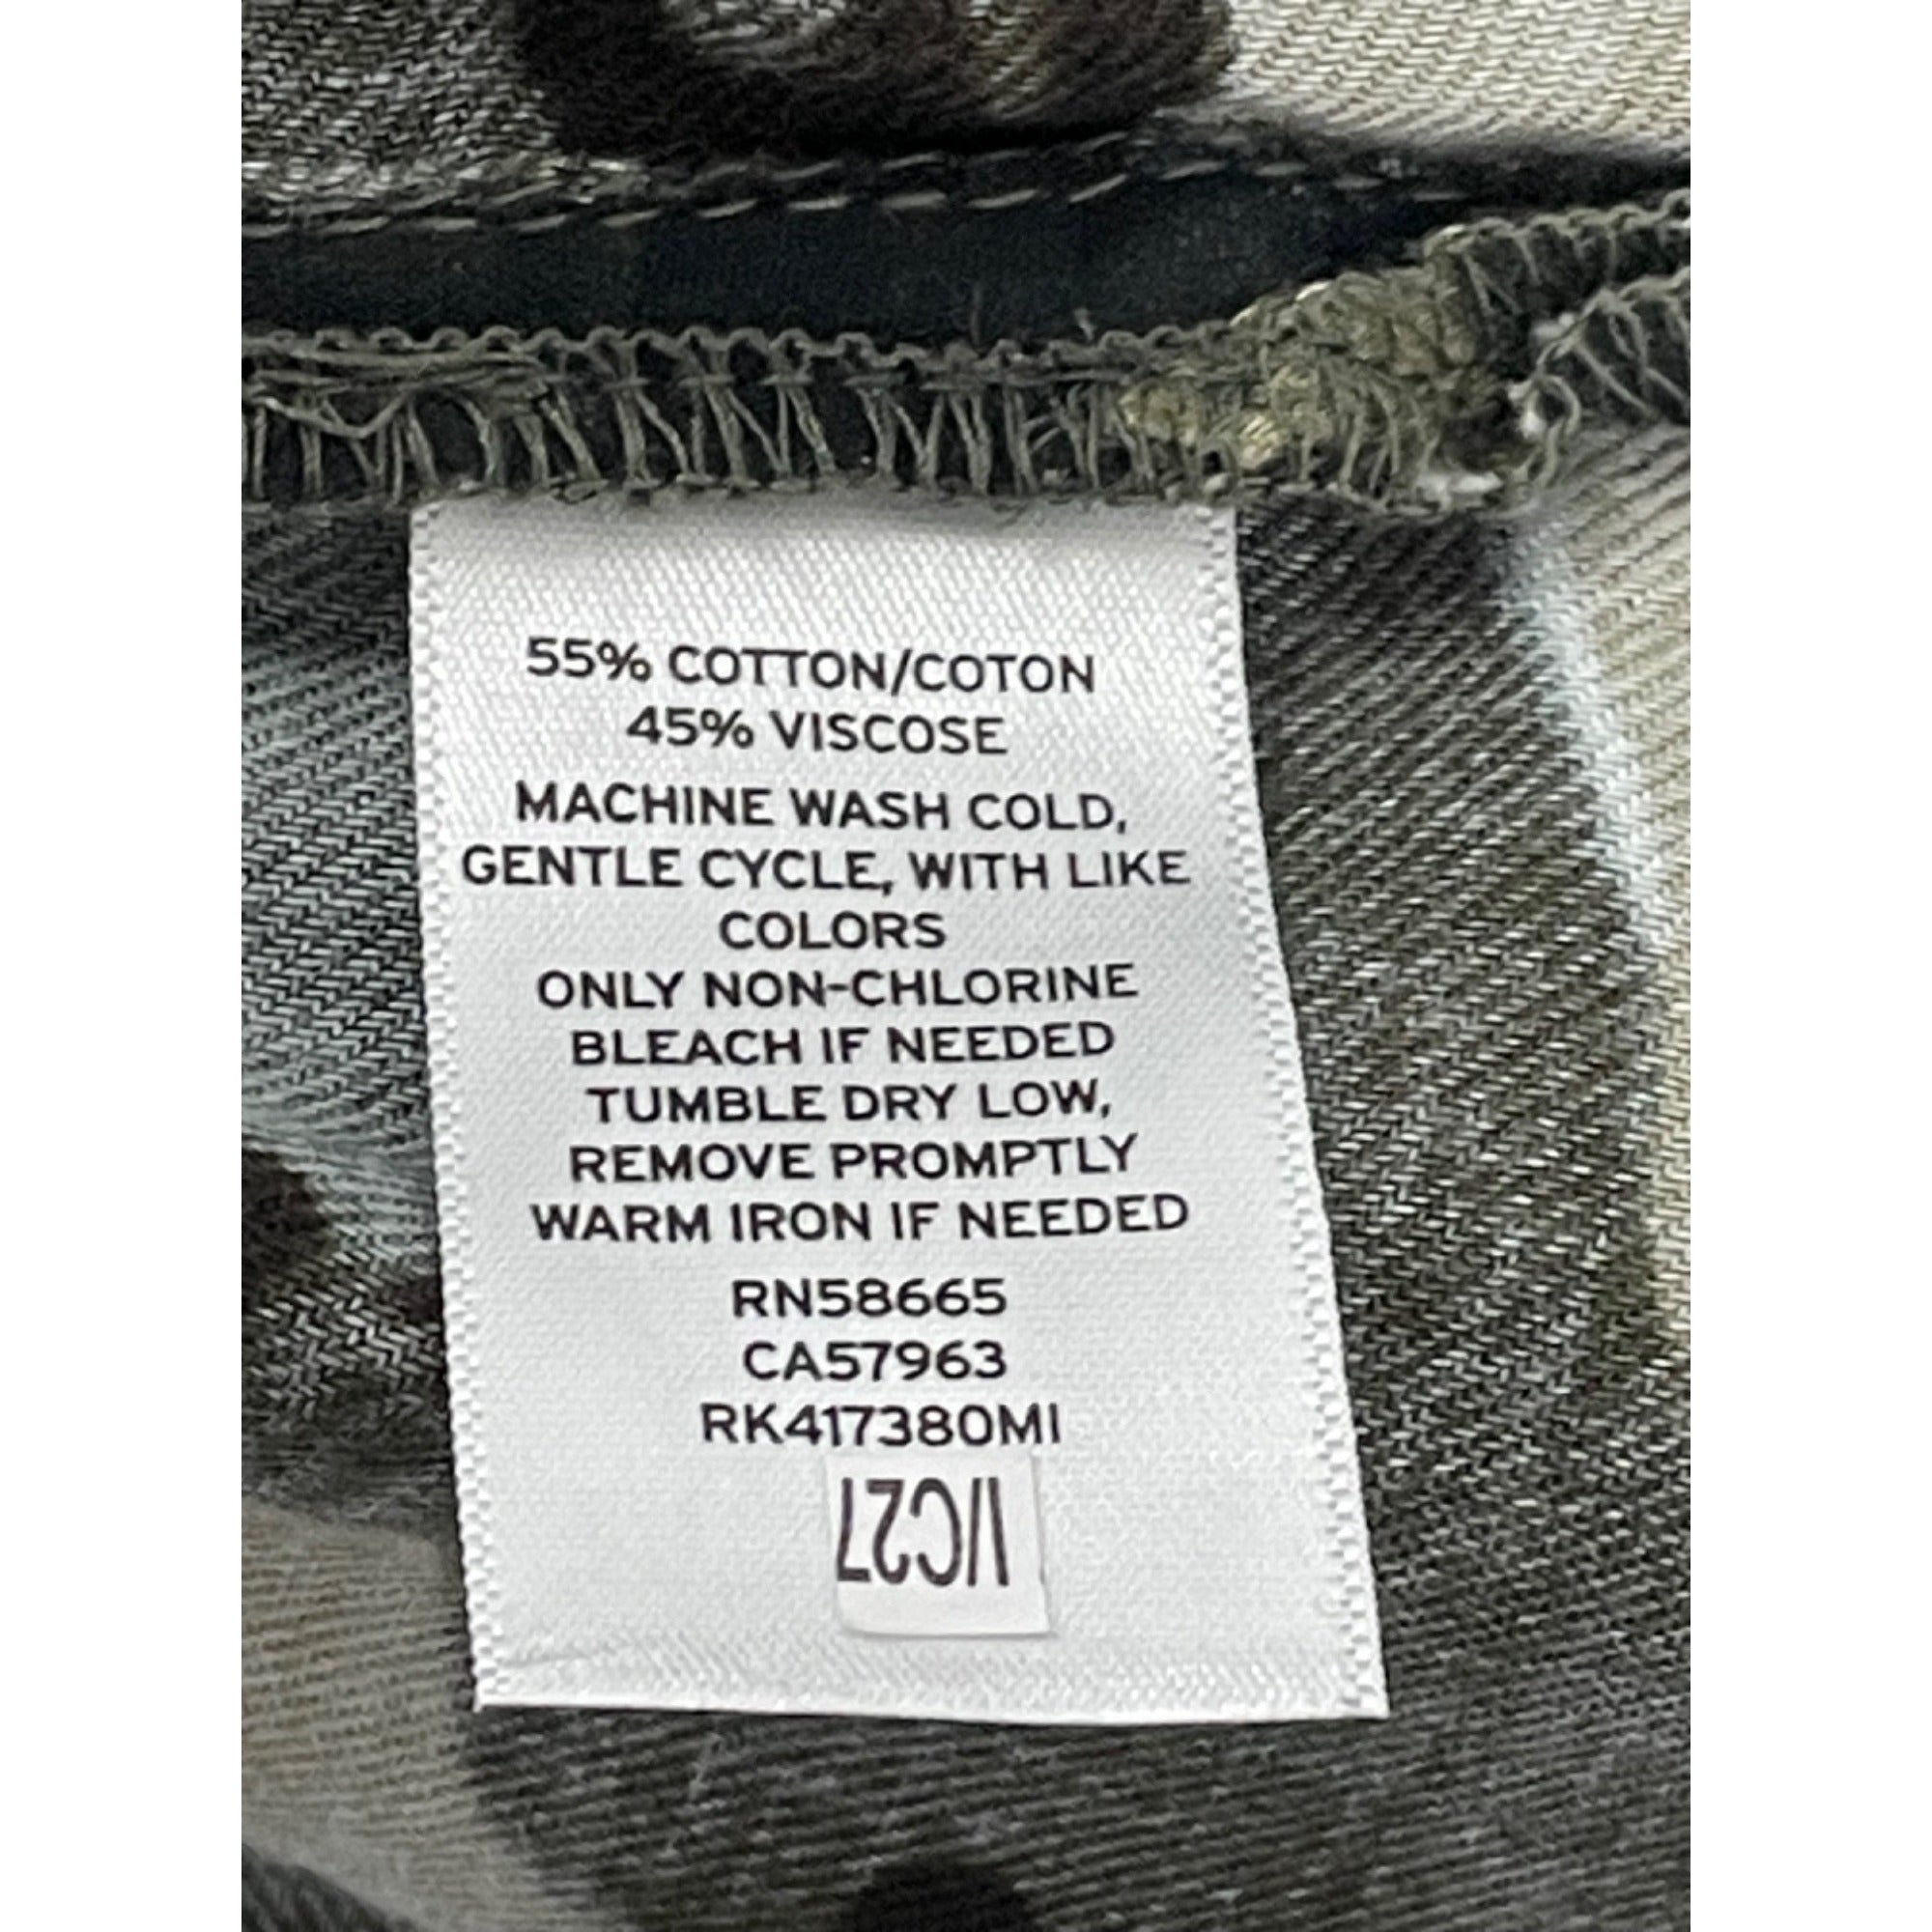 55% COTTON/COTON
45% VISCOSE
MACHINE WASH COLD,
GENTLE CYCLE, WITH LIKE
COLORS
ONLY NON-CHLORINE
BLEACH IF NEEDED
TUMBLE DRY LOW,
REMOVE PROMPTLY
WARM IRON IF NEEDED
RN58665
CA57963
RK417380MI
I/C27